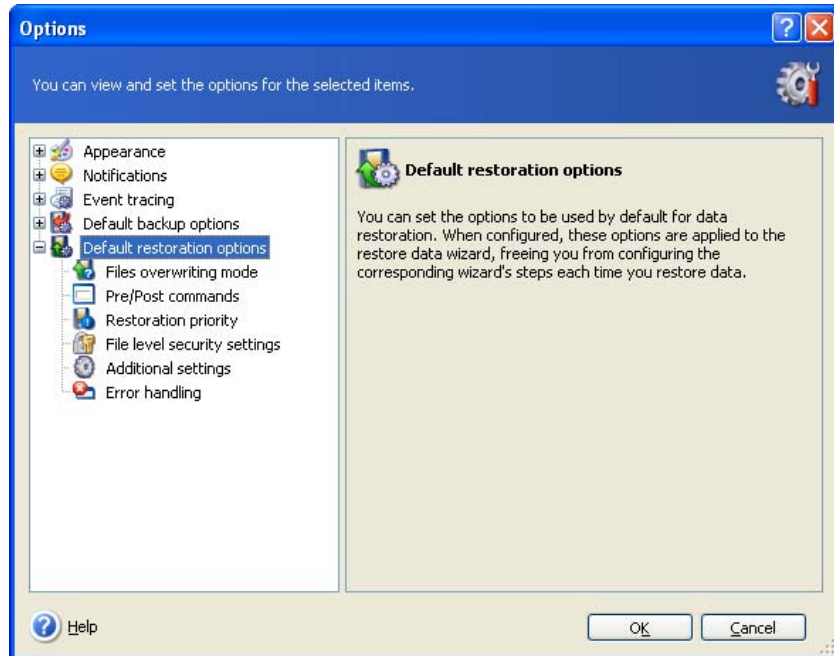 Options
You can view and set the options for the selected items.
Appearance
Notifications
Event tracing
Default backup options
Default restoration options
Files overwriting mode
Pre/Post commands
Restoration priority
File level security settings
Additional settings
Error handling
Default restoration options
You can set the options to be used by default for data
restoration. When configured, these options are applied to the
restore data wizard, freeing you from configuring the
corresponding wizard's steps each time you restore data.
Help
OK
Cancel